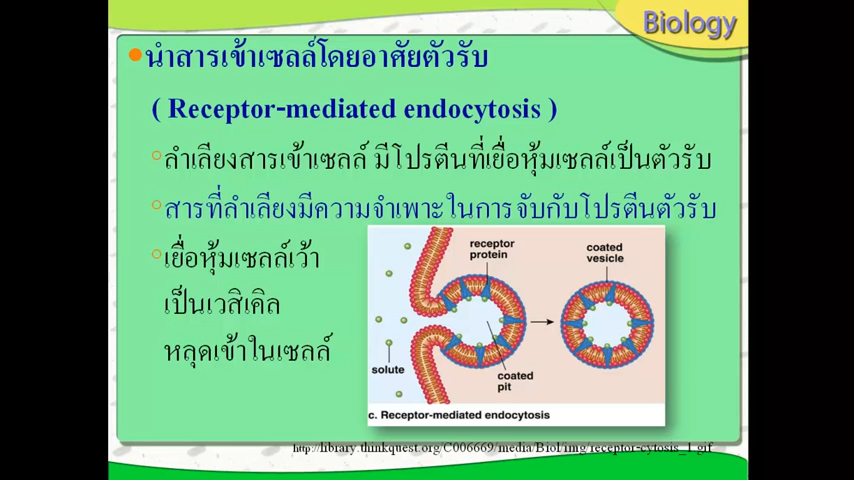 Biology
นำสารเข้าเซลล์โดยอาศัยตัวรับ
( Receptor-mediated endocytosis )
ลำเลียงสารเข้าเซลล์ มีโปรตีนที่เยื่อหุ้มเซลล์เป็นตัวรับ
สารที่ลำเลียงมีความจำเพาะในการจับกับโปรตีนตัวรับ
เยื่อหุ้มเซลล์เว้า
เป็นเวสิเคิล
หลุดเข้าในเซลล์
receptor
protein
coated
vesicle
solute
coated
pit
c. Receptor-mediated endocytosis
http://library.thinkquest.org/C006669/media/Biol/img/receptor-cytosis_1.gif